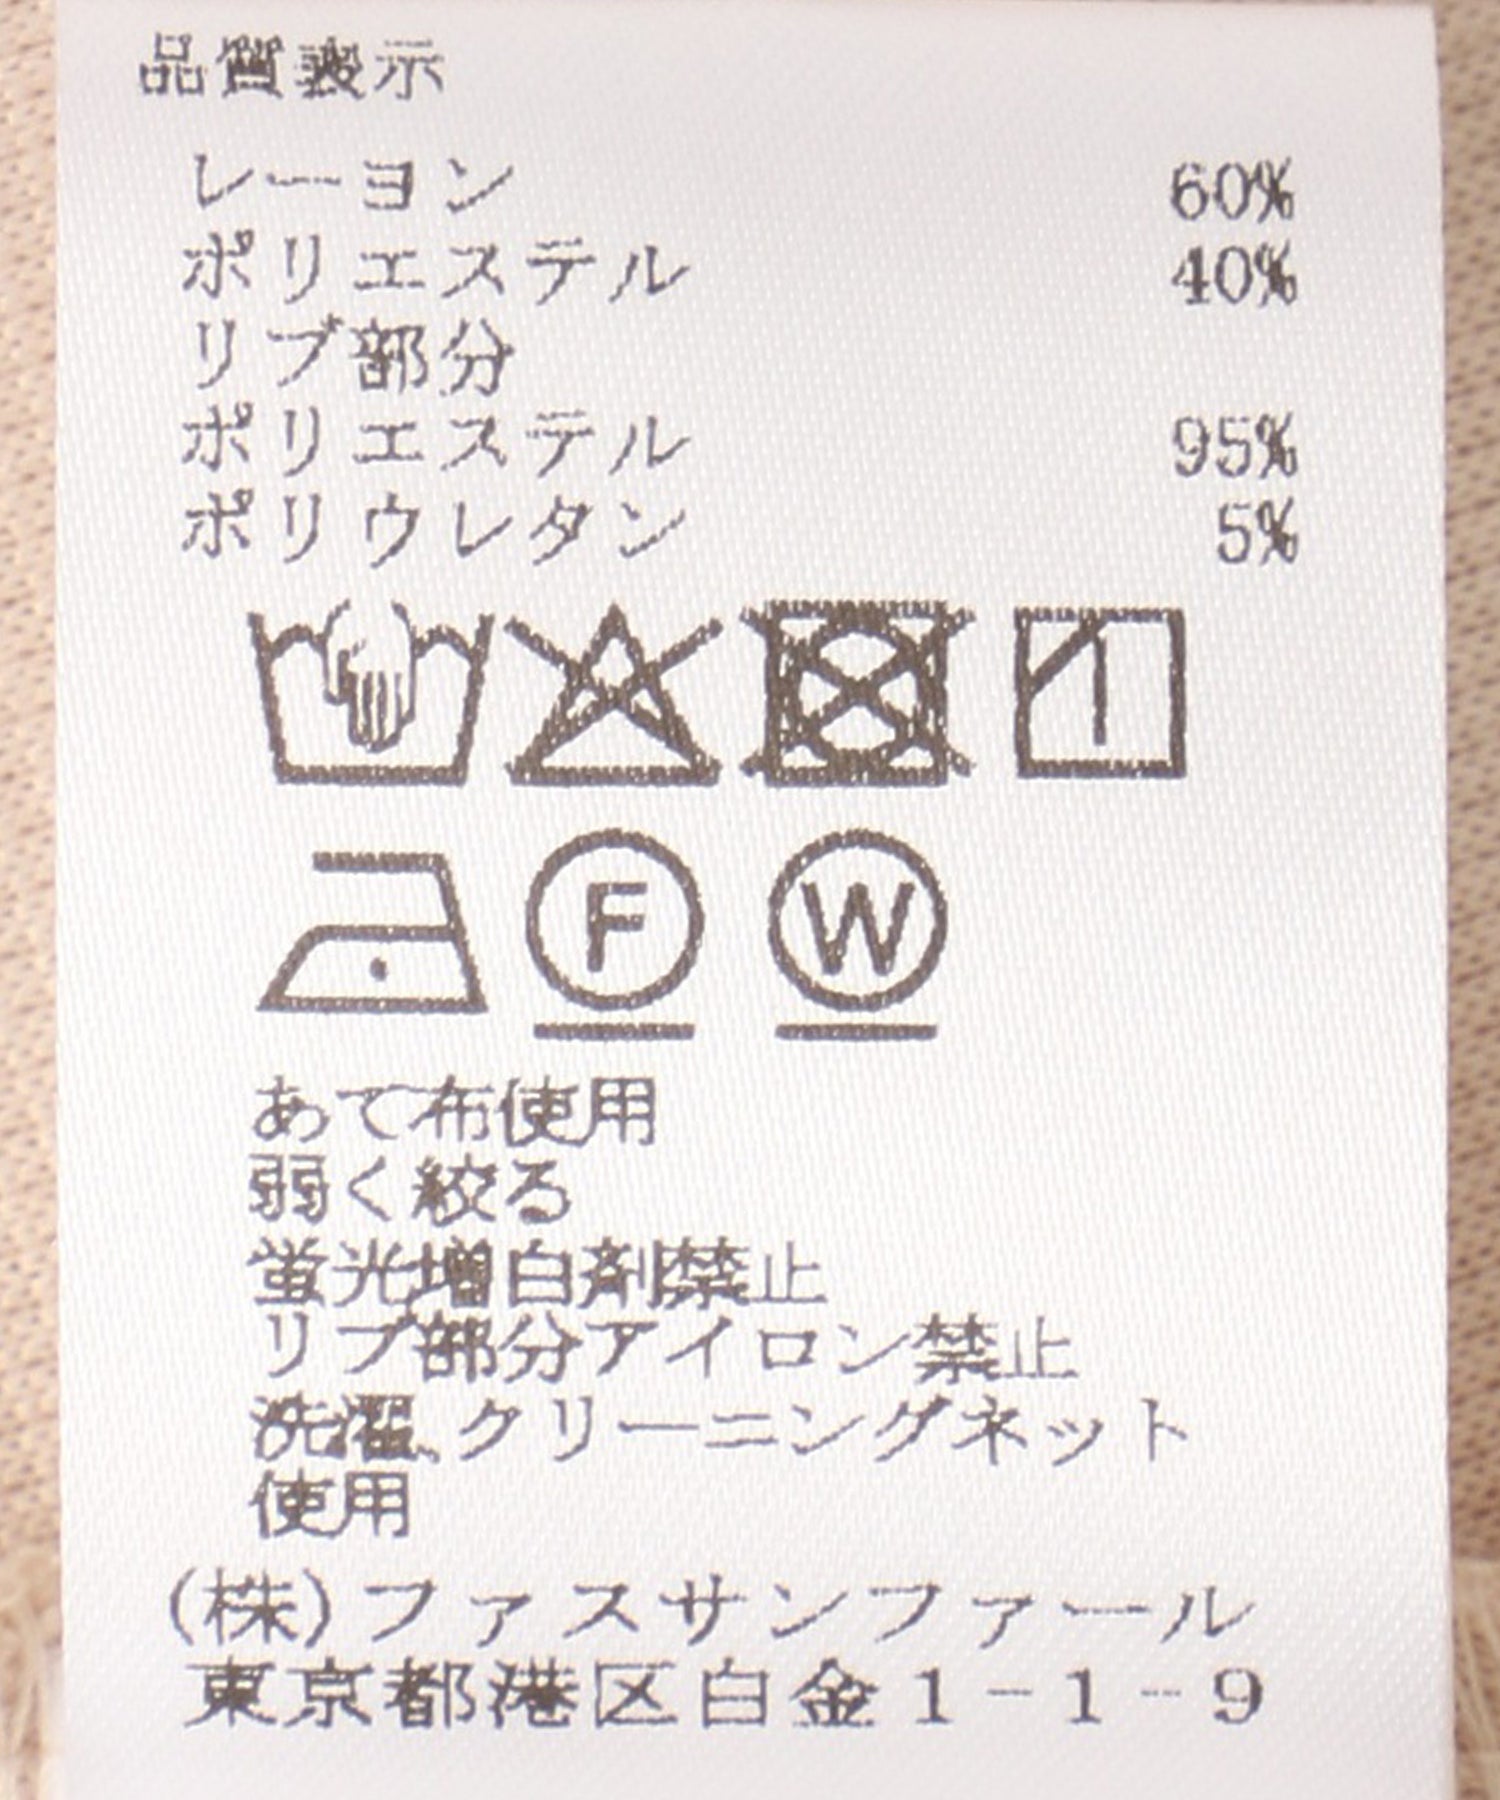 品質表示
レーヨン 60%
ポリエステル 40%
リブ部分
ポリエステル 95%
ポリウレタン 5%
F W
あて布使用
弱く絞る
蛍光増白剤禁止
リブ部分アイロン禁止
洗濯、クリーニングネット
使用
(株)ファスサンファール
東京都港区白金1-1-9